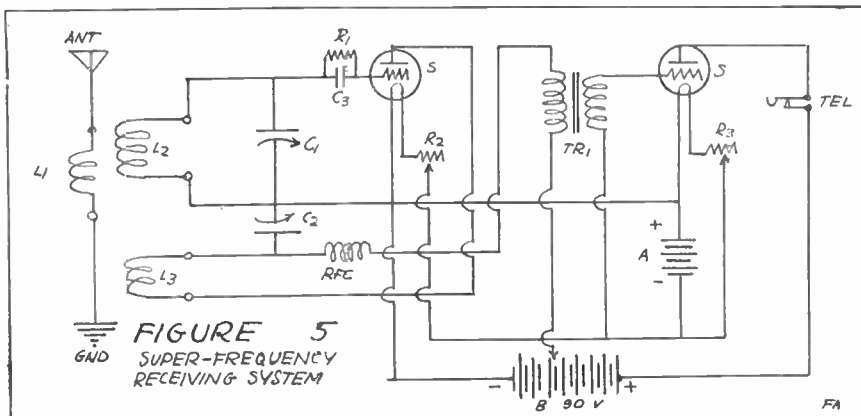 ANT
R1
S
C3
L2
C1
R2
L1
C2
L3
RFC
TR1
S
TEL
R3
+
A
-
GND
FIGURE 5
SUPER-FREQUENCY
RECEIVING SYSTEM
- +
B 90 V
FA